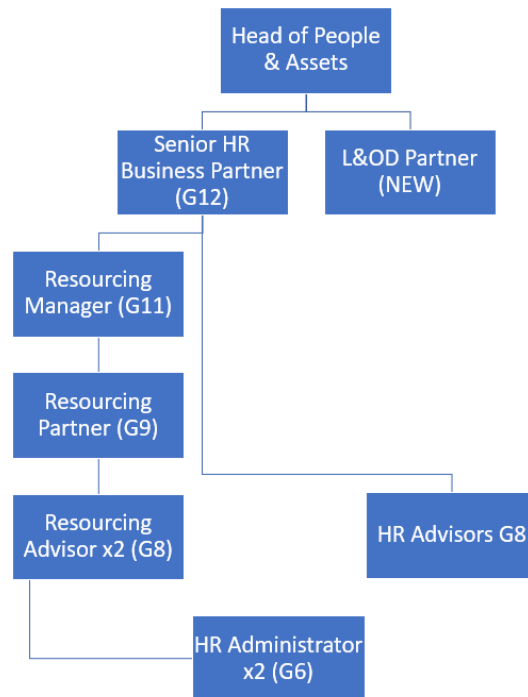 Head of People
& Assets
Senior HR
Business Partner
(G12)
L&OD Partner
(NEW)
Resourcing
Manager (G11)
Resourcing
Partner (G9)
Resourcing
Advisor x2 (G8)
HR Advisors G8
HR Administrator
x2 (G6)